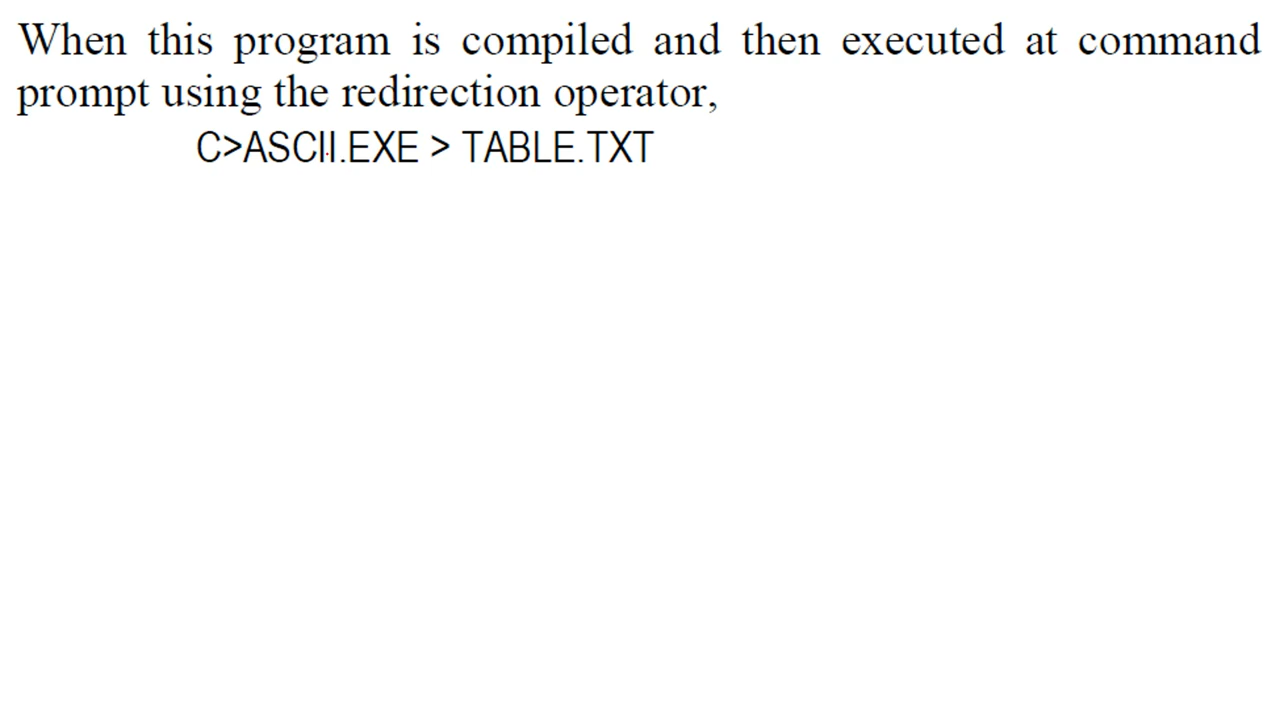 When this program is compiled and then executed at command
prompt using the redirection operator,
C>ASCII.EXE > TABLE.TXT